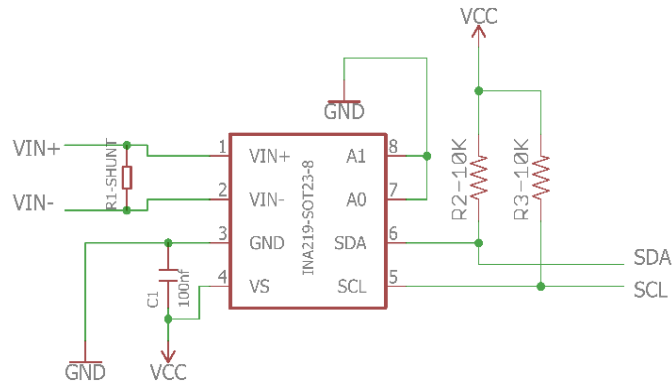 VCC
GND
VIN+
R1-SHUNT
1
VIN+
A1
8
R2-10K
R3-10K
VIN-
2
VIN-
INA219-SOT23-8
A0
7
3
GND
SDA
6
SDA
C1
100nf
4
VS
SCL
5
SCL
GND
VCC